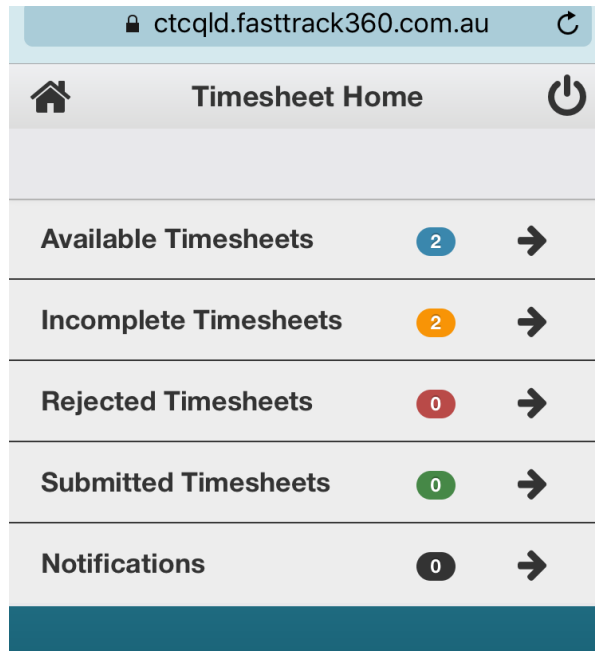 ctcqld.fasttrack360.com.au
Timesheet Home
Available Timesheets 2
Incomplete Timesheets 2
Rejected Timesheets 0
Submitted Timesheets 0
Notifications 0